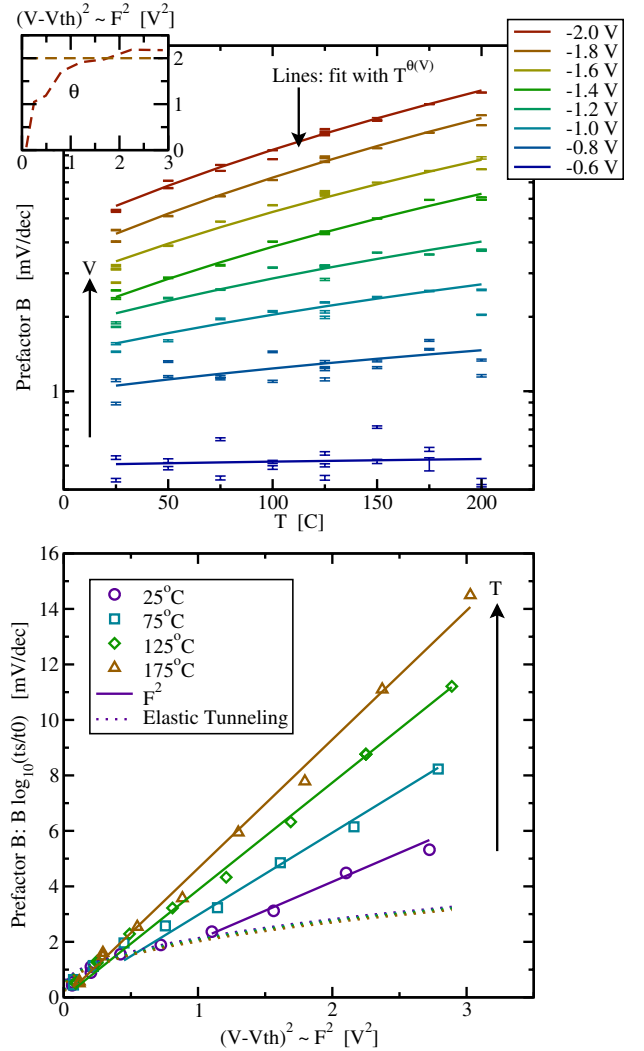 (V-Vth)² ~ F² [V²]
2
1
0
0 1 2 3
θ
Lines: fit with T^θ(V)
-2.0 V
-1.8 V
-1.6 V
-1.4 V
-1.2 V
-1.0 V
-0.8 V
-0.6 V
Prefactor B [mV/dec]
V
1
0 50 100 150 200
T [C]
16
14
12
10
8
6
4
2
0
Prefactor B: B log₁₀(ts/t0) [mV/dec]
25°C
75°C
125°C
175°C
F²
Elastic Tunneling
T
0 1 2 3
(V-Vth)² ~ F² [V²]